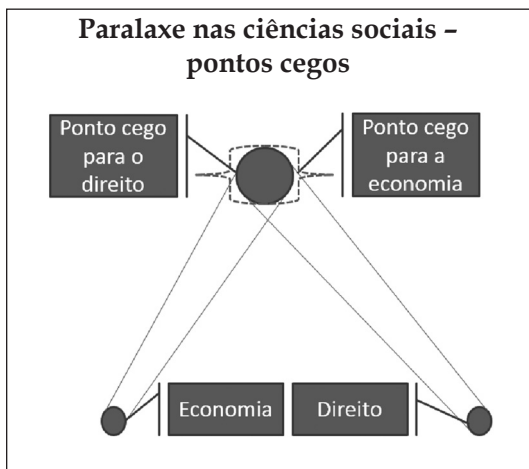 Paralaxe nas ciências sociais –
pontos cegos
Ponto cego
para o
direito
Ponto cego
para a
economia
Economia
Direito